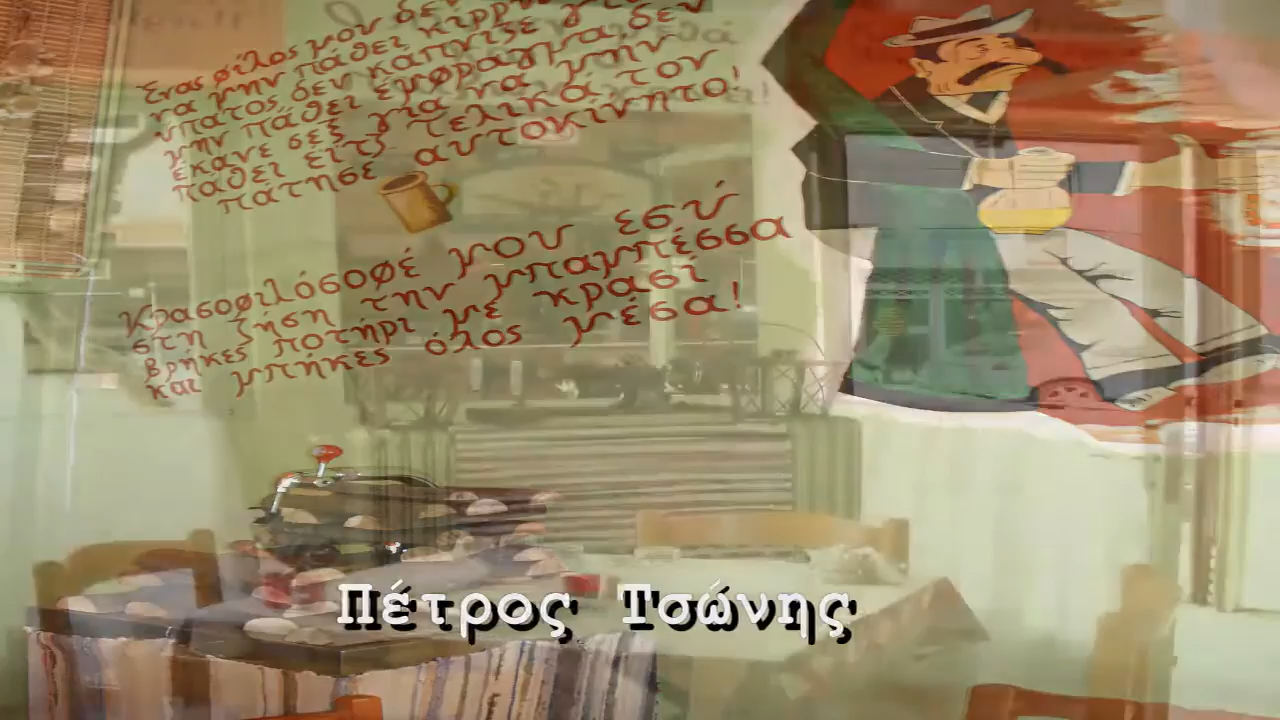 Ένας φίλος μου δεν
να μην πάθει κίρρωση
ύπατος δεν κάπνιζε για
μην πάθει έμφραγμα, δεν
έκανε σεξ για να μην
πάθει έιτζ τελικά τον
πάτησε αυτοκίνητο!
Κρασοφιλόσοφέ μου εσύ
στη ζήση την μπαμπέσσα
βρήκες ποτήρι με κρασί
και μπήκες όλος μέσα!
Πέτρος Τσώνης